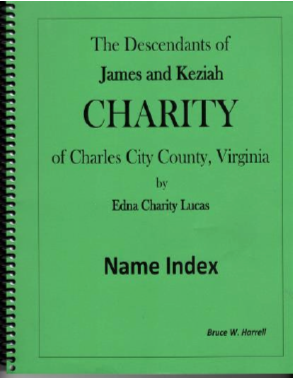 The Descendants of
James and Keziah
CHARITY
of Charles City County, Virginia
by
Edna Charity Lucas
Name Index
Bruce W. Harrell